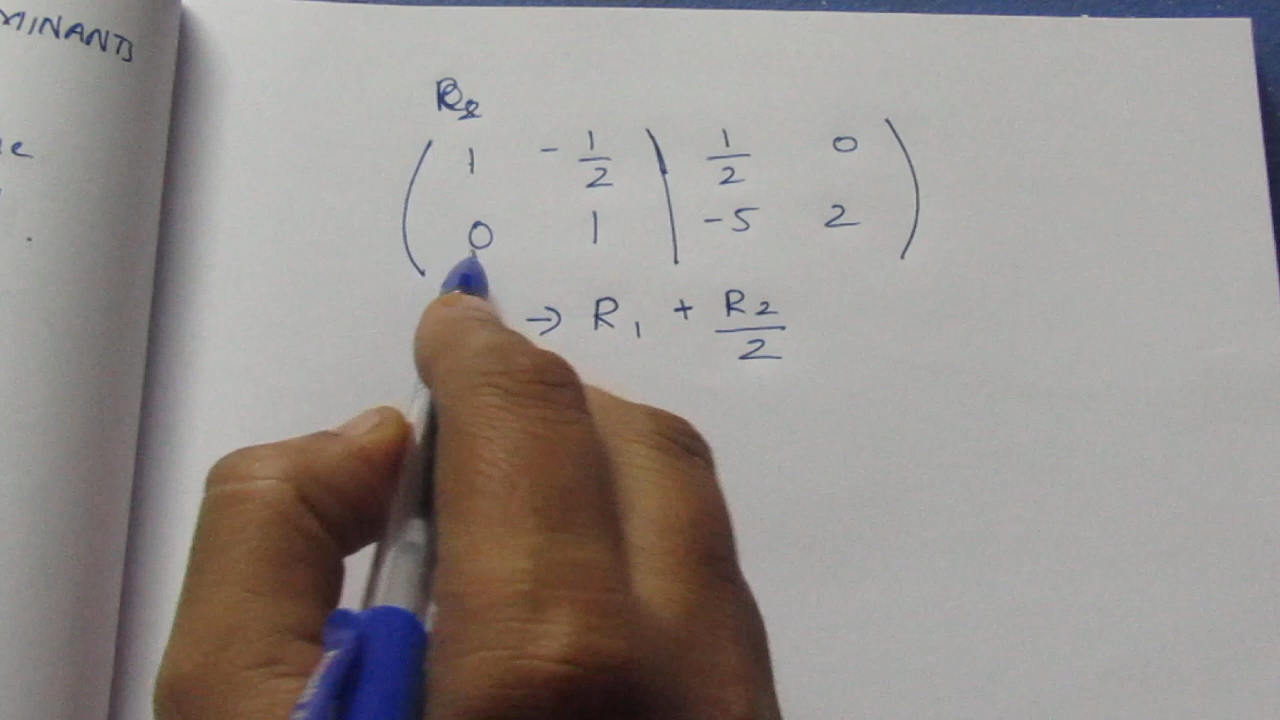 MINANTS
R2
1 -1/2 | 1/2 0
0 1 | -5 2
→ R1 + R2/2